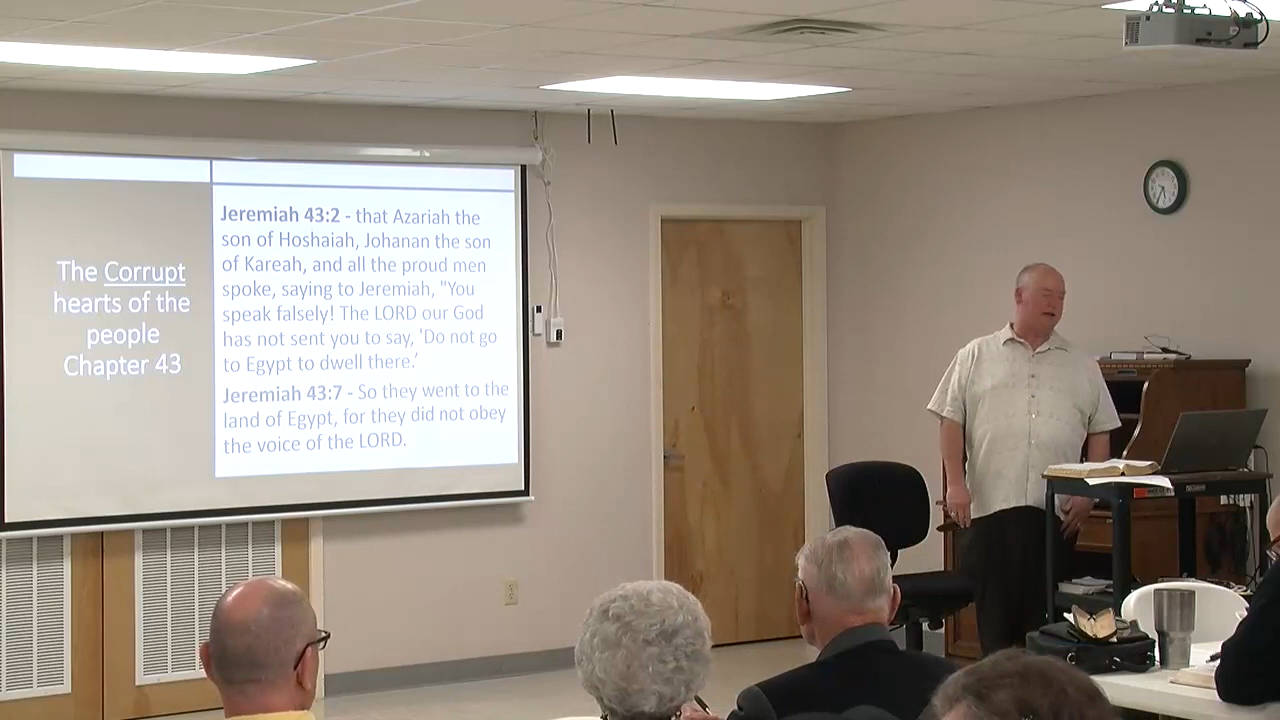 The Corrupt
hearts of the
people
Chapter 43
Jeremiah 43:2 - that Azariah the
son of Hoshaiah, Johanan the son
of Kareah, and all the proud men
spoke, saying to Jeremiah, "You
speak falsely! The LORD our God
has not sent you to say, 'Do not go
to Egypt to dwell there.'
Jeremiah 43:7 - So they went to the
land of Egypt, for they did not obey
the voice of the LORD.